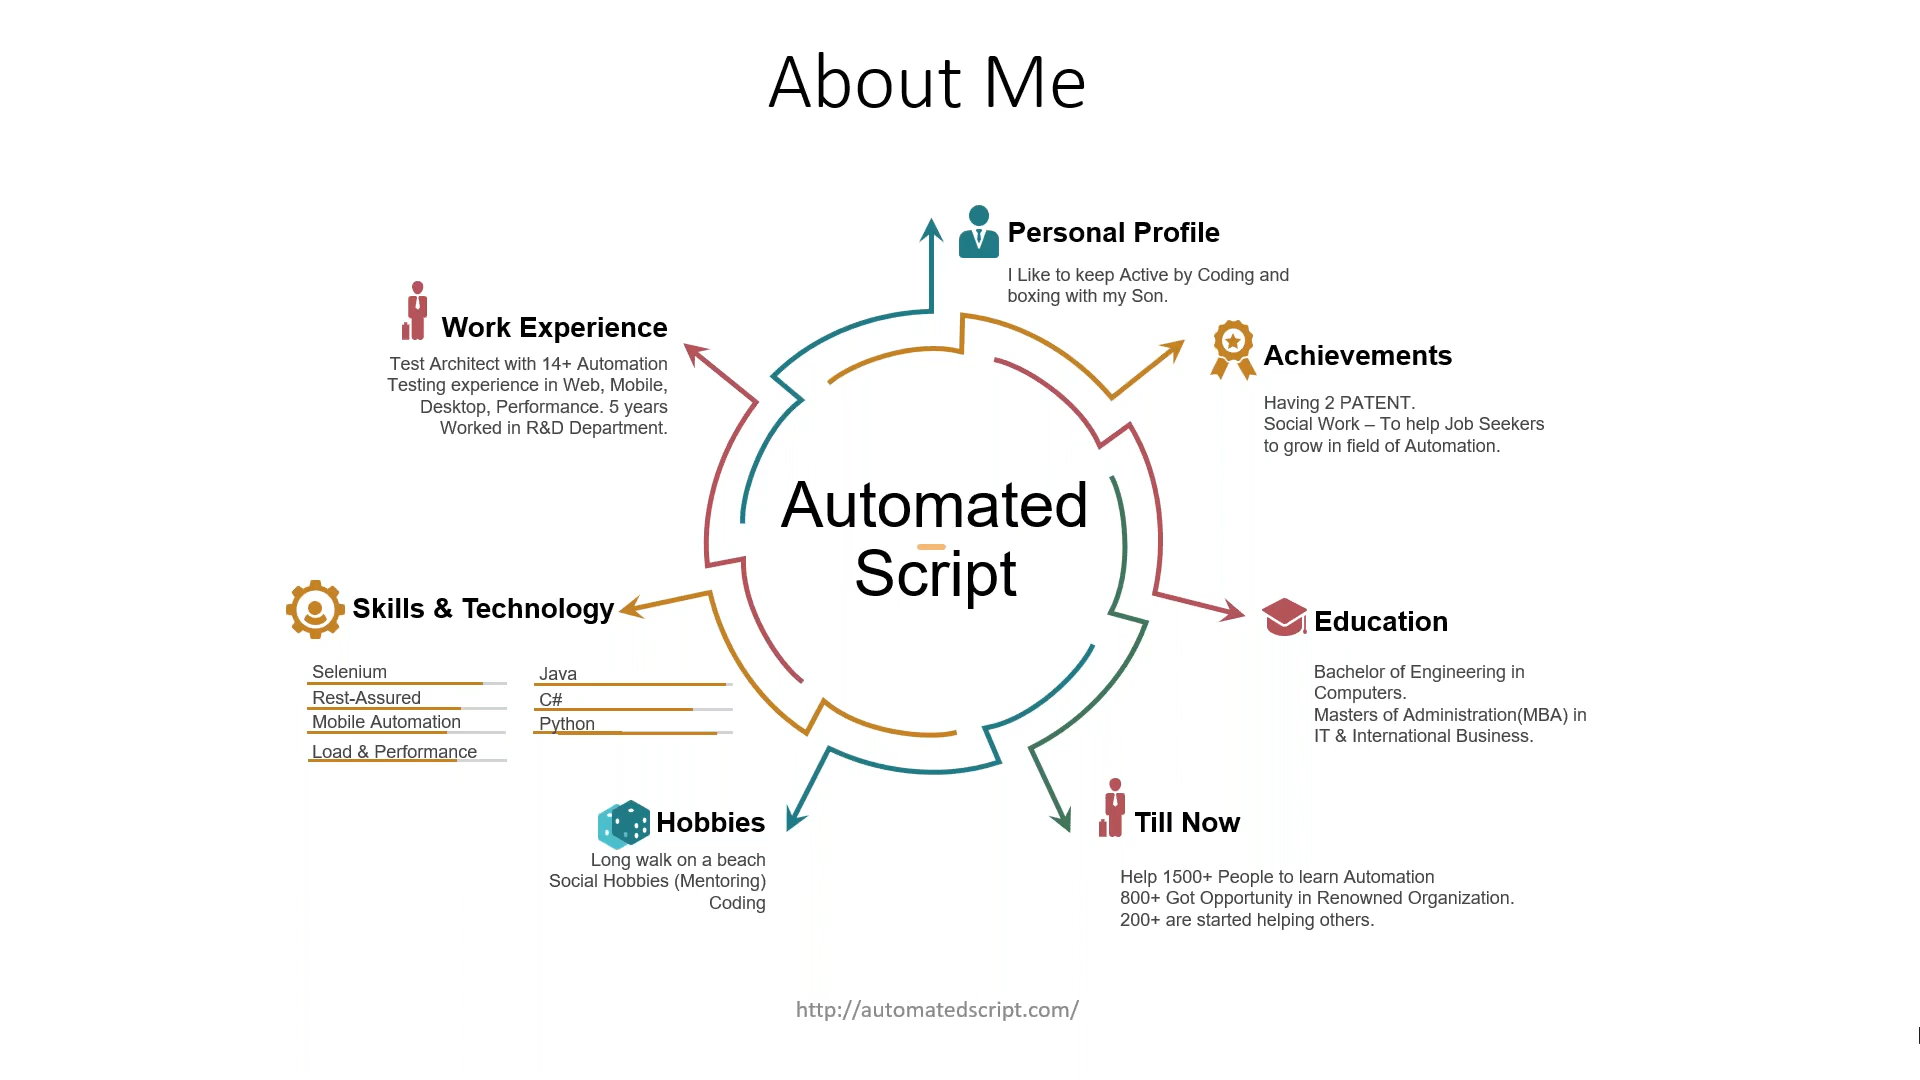 About Me
Personal Profile
I Like to keep Active by Coding and
boxing with my Son.
Work Experience
Test Architect with 14+ Automation
Testing experience in Web, Mobile,
Desktop, Performance. 5 years
Worked in R&D Department.
Achievements
Having 2 PATENT.
Social Work – To help Job Seekers
to grow in field of Automation.
Automated
Script
Skills & Technology
Selenium
Rest-Assured
Mobile Automation
Load & Performance
Java
C#
Python
Education
Bachelor of Engineering in
Computers.
Masters of Administration(MBA) in
IT & International Business.
Hobbies
Long walk on a beach
Social Hobbies (Mentoring)
Coding
Till Now
Help 1500+ People to learn Automation
800+ Got Opportunity in Renowned Organization.
200+ are started helping others.
http://automatedscript.com/